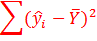 ∑(ŷᵢ − Ȳ)²